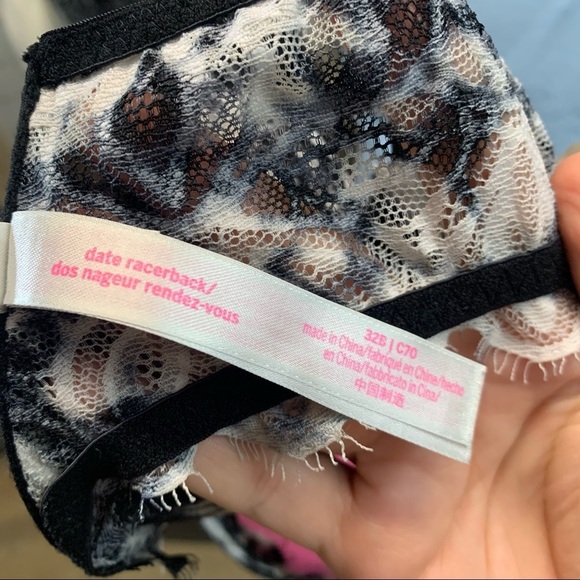 date racerback/
dos nageur rendez-vous
32B | C70
made in China/fabriqué en Chine/hecho
en China/fabbricato in Cina/
中国制造